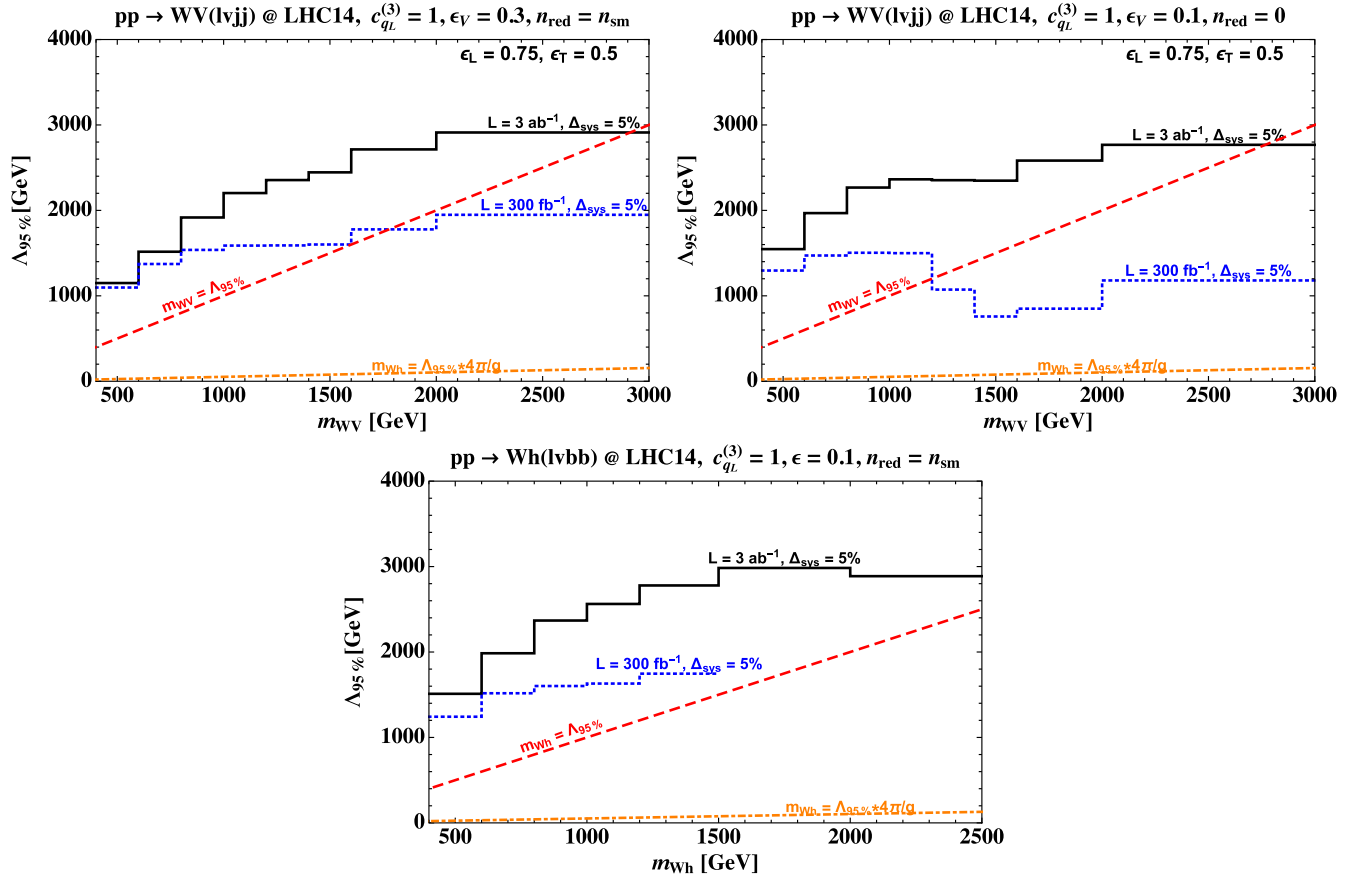 pp → WV(lνjj) @ LHC14, c_{q_L}^{(3)} = 1, ϵ_V = 0.3, n_red = n_sm
4000
ϵ_L = 0.75, ϵ_T = 0.5
3000
L = 3 ab⁻¹, Δ_sys = 5%
Λ_95% [GeV]
2000
L = 300 fb⁻¹, Δ_sys = 5%
1000
m_WV = Λ_95%
m_Wh = Λ_95%*4π/g
0
500 1000 1500 2000 2500 3000
m_WV [GeV]
pp → WV(lνjj) @ LHC14, c_{q_L}^{(3)} = 1, ϵ_V = 0.1, n_red = 0
4000
ϵ_L = 0.75, ϵ_T = 0.5
3000
L = 3 ab⁻¹, Δ_sys = 5%
Λ_95% [GeV]
2000
L = 300 fb⁻¹, Δ_sys = 5%
1000
m_WV = Λ_95%
m_Wh = Λ_95%*4π/g
0
500 1000 1500 2000 2500 3000
m_WV [GeV]
pp → Wh(lνbb) @ LHC14, c_{q_L}^{(3)} = 1, ϵ = 0.1, n_red = n_sm
4000
L = 3 ab⁻¹, Δ_sys = 5%
3000
Λ_95% [GeV]
2000
L = 300 fb⁻¹, Δ_sys = 5%
m_Wh = Λ_95%
1000
m_Wh = Λ_95%*4π/g
0
500 1000 1500 2000 2500
m_Wh [GeV]